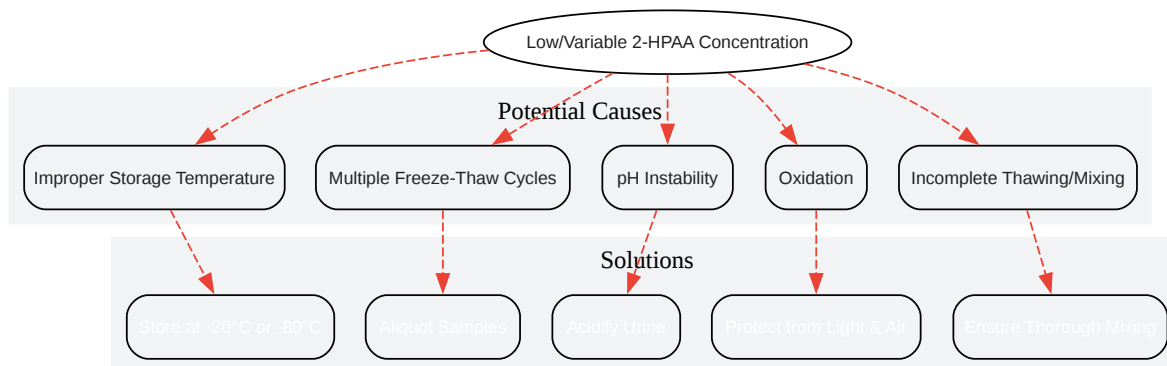 Low/Variable 2-HPAA Concentration
Potential Causes
Improper Storage Temperature
Multiple Freeze-Thaw Cycles
pH Instability
Oxidation
Incomplete Thawing/Mixing
Solutions
Store at -20°C or -80°C
Aliquot Samples
Acidify Urine
Protect from Light & Air
Ensure Thorough Mixing